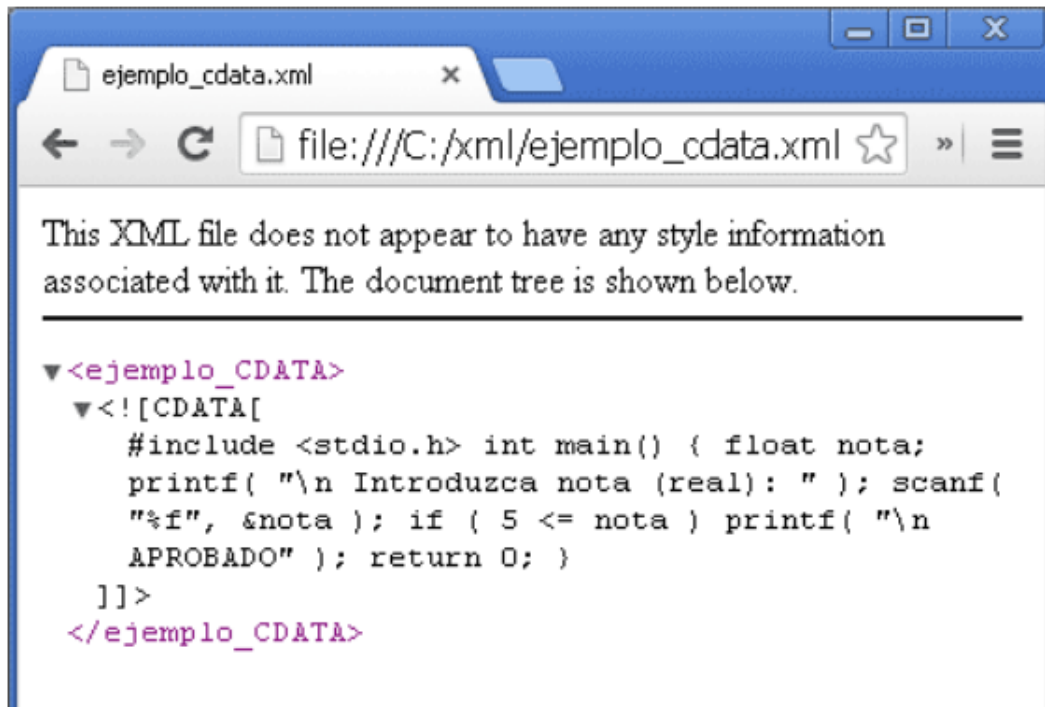 ejemplo_cdata.xml
file:///C:/xml/ejemplo_cdata.xml
This XML file does not appear to have any style information
associated with it. The document tree is shown below.
▼<ejemplo_CDATA>
▼<![CDATA[
#include <stdio.h> int main() { float nota;
printf( "\n Introduzca nota (real): " ); scanf(
"%f", &nota ); if ( 5 <= nota ) printf( "\n
APROBADO" ); return 0; }
]]>
</ejemplo_CDATA>